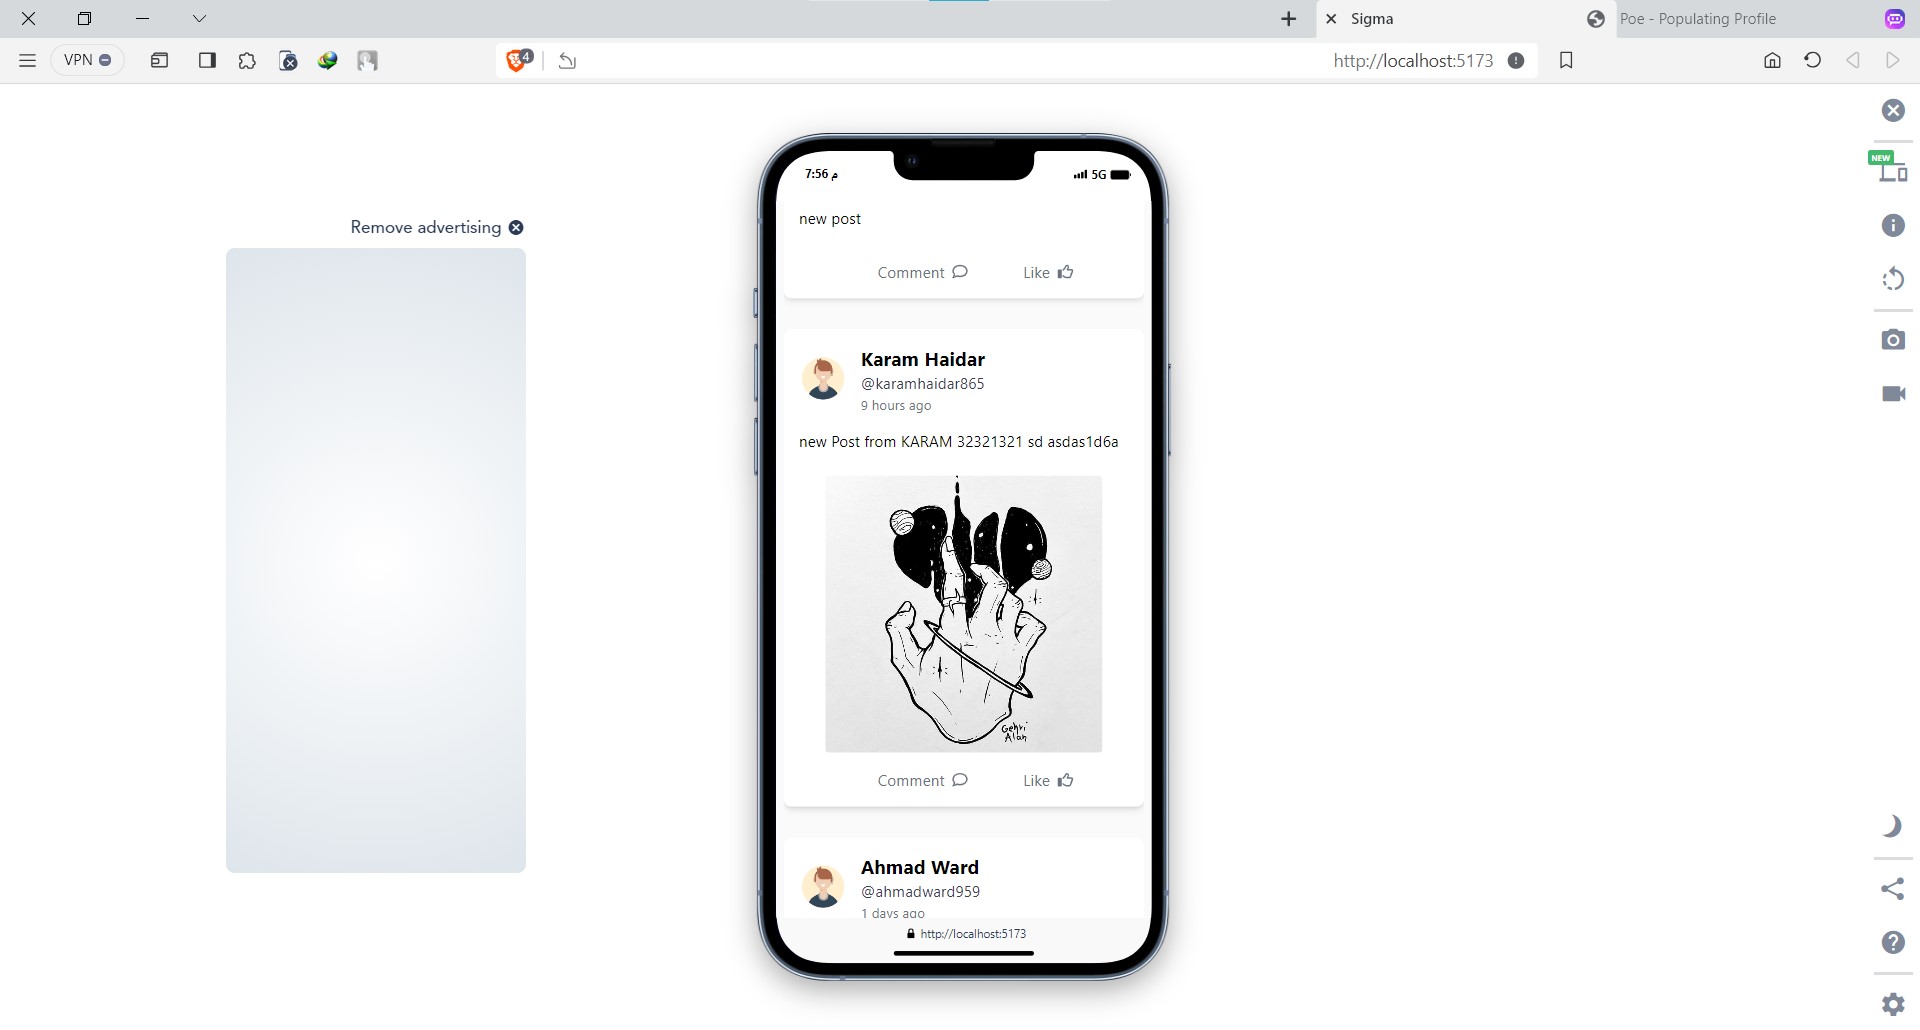 Sigma
Poe - Populating Profile
VPN
4
http://localhost:5173
Remove advertising
NEW
7:56 م
5G
new post
Comment
Like
Karam Haidar
@karamhaidar865
9 hours ago
new Post from KARAM 32321321 sd asdas1d6a
Gehri
Alan
Comment
Like
Ahmad Ward
@ahmadward959
1 days ago
http://localhost:5173